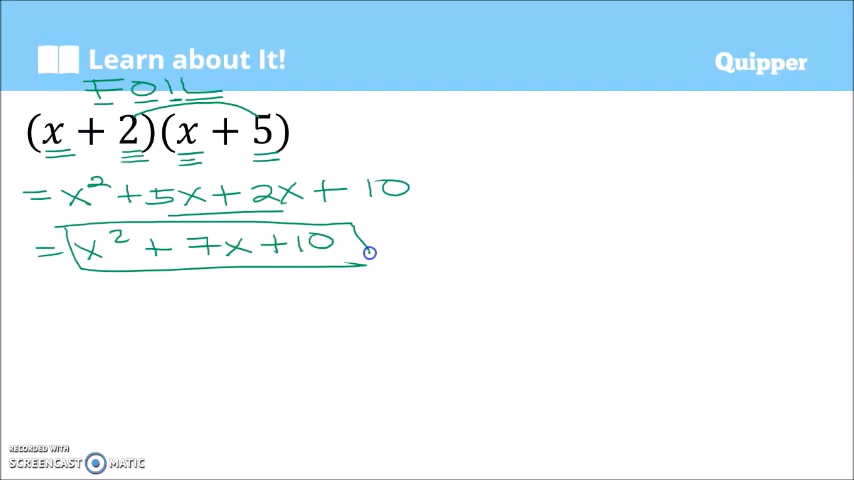 Learn about It!
Quipper
FOIL
(x + 2)(x + 5)
= x² + 5x + 2x + 10
= x² + 7x + 10
RECORDED WITH
SCREENCAST MATIC